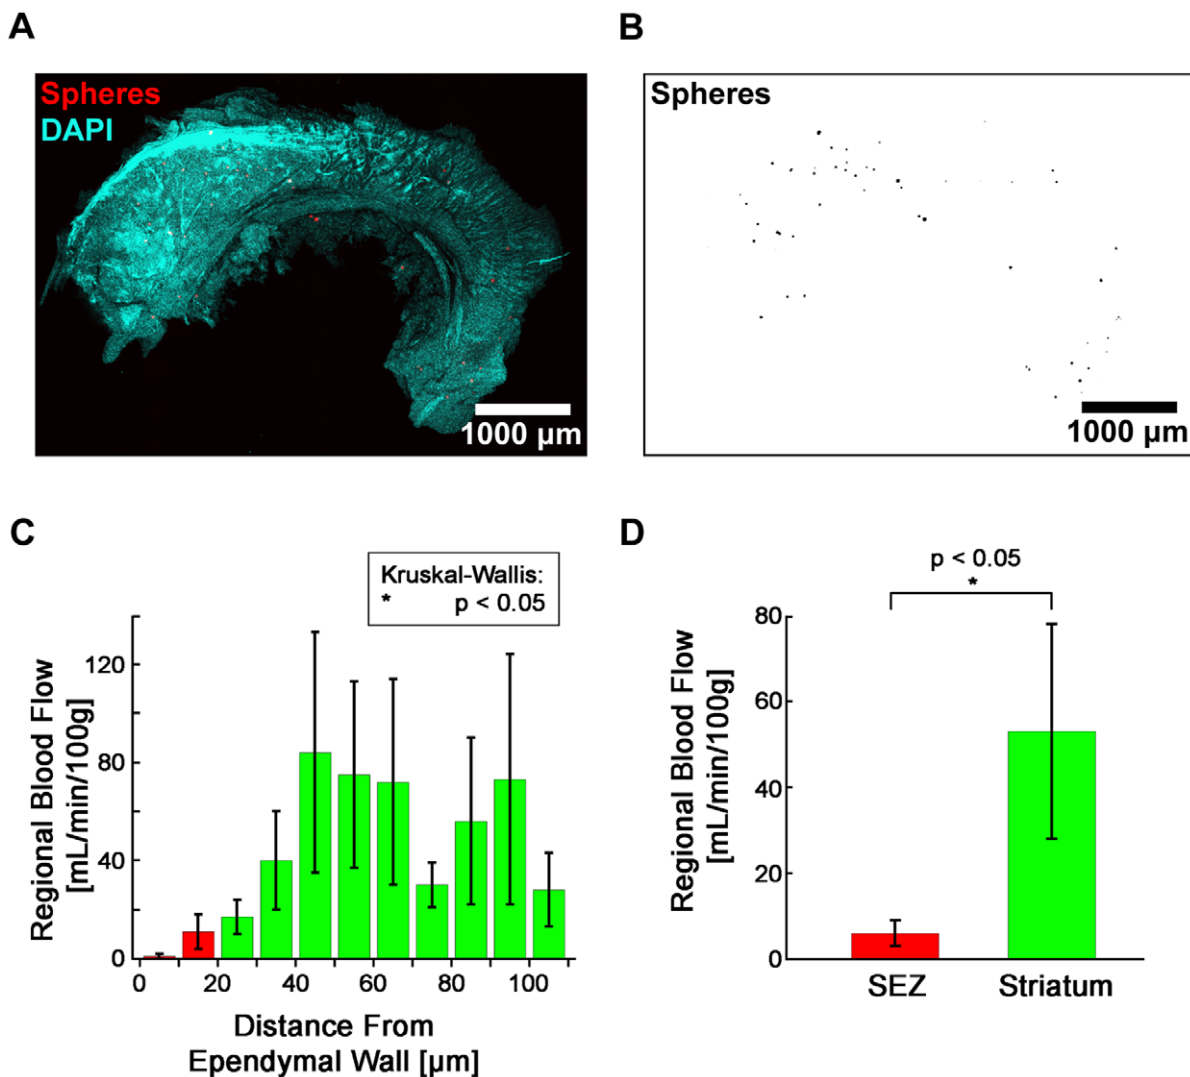 A
Spheres
DAPI
1000 µm
B
Spheres
1000 µm
C
Kruskal-Wallis:
* p < 0.05
Regional Blood Flow
[mL/min/100g]
120
80
40
0
0 20 40 60 80 100
Distance From
Ependymal Wall [µm]
D
p < 0.05
*
Regional Blood Flow
[mL/min/100g]
80
60
40
20
0
SEZ Striatum